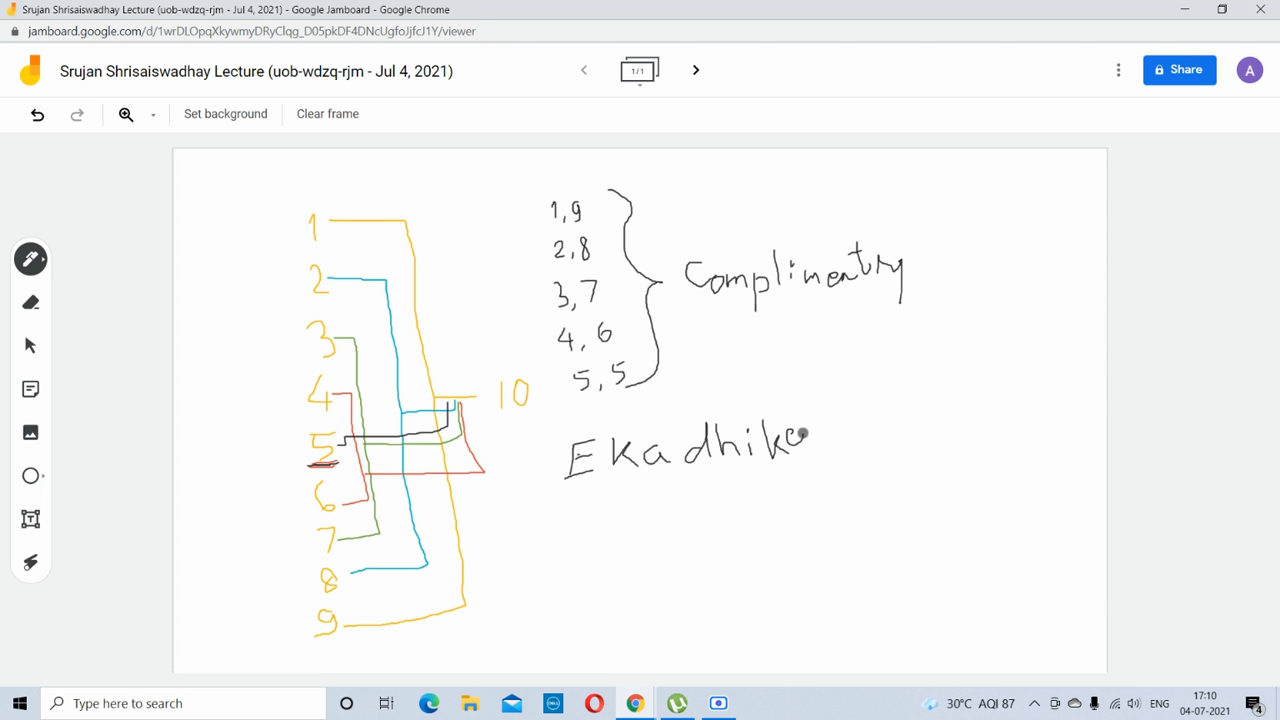 Srujan Shrisaiswadhay Lecture (uob-wdzq-rjm - Jul 4, 2021) - Google Jamboard - Google Chrome
jamboard.google.com/d/1wrDLOpqXkywmyDRyClqg_D05pkDF4DNcUgfoJjfcJ1Y/viewer
Srujan Shrisaiswadhay Lecture (uob-wdzq-rjm - Jul 4, 2021)
1/1
Share
A
Set background
Clear frame
1
2
3
4
5
6
7
8
9
10
1,9
2,8
3,7
4,6
5,5
Complimentry
Ekadhike
Type here to search
DELL
30°C AQI 87
ENG
17:10
04-07-2021
4